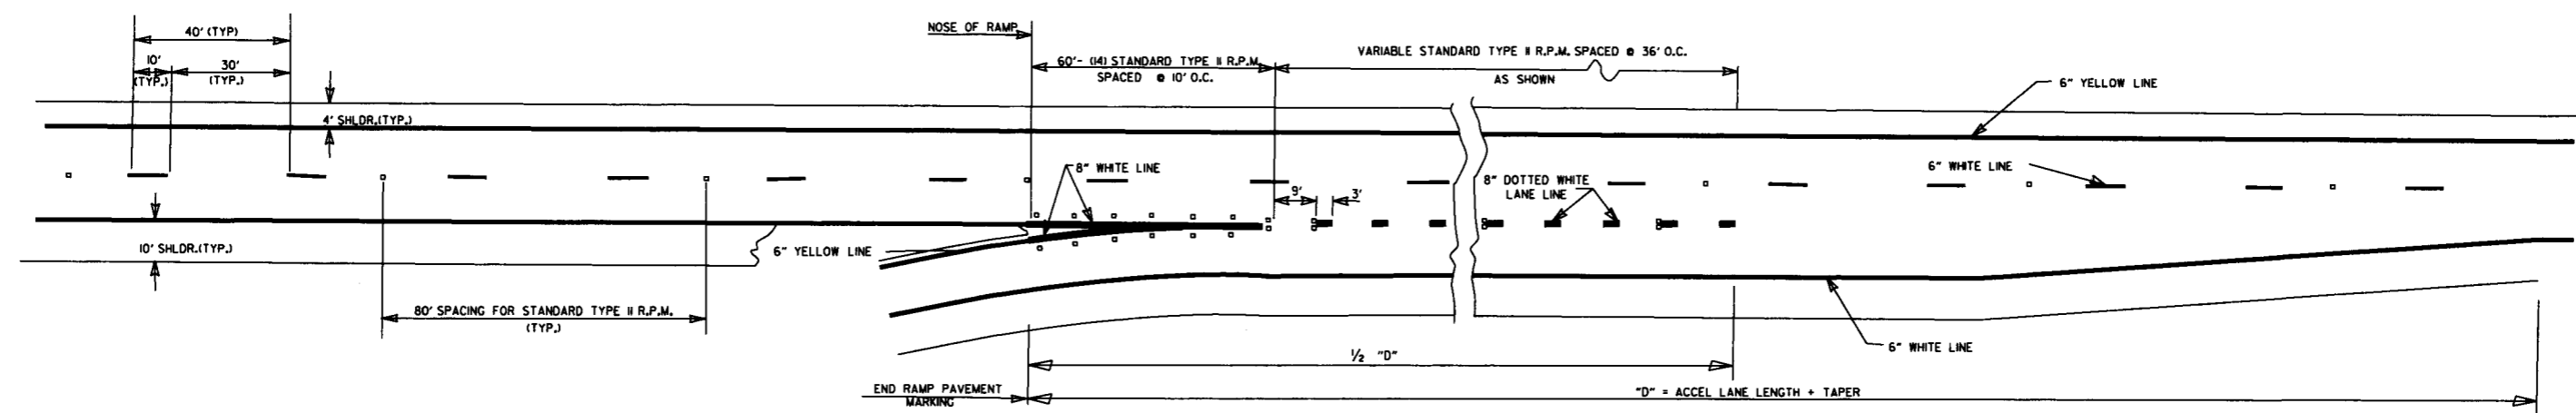 40' (TYP)
10'
(TYP.)
30'
(TYP.)
4' SHLDR.(TYP.)
10' SHLDR.(TYP.)
80' SPACING FOR STANDARD TYPE II R.P.M.
(TYP.)
NOSE OF RAMP
60'- (14) STANDARD TYPE II R.P.M.
SPACED @ 10' O.C.
VARIABLE STANDARD TYPE II R.P.M. SPACED @ 36' O.C.
AS SHOWN
6" YELLOW LINE
8" WHITE LINE
9'
3'
8" DOTTED WHITE
LANE LINE
6" WHITE LINE
6" YELLOW LINE
6" WHITE LINE
1/2 "D"
END RAMP PAVEMENT
MARKING
"D" = ACCEL LANE LENGTH + TAPER